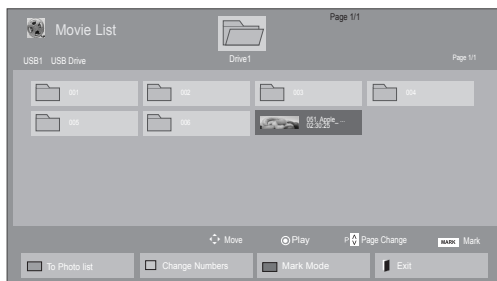 Page 1/1
Movie List
Drive1
USB1 USB Drive
Page 1/1
001
002
003
004
005
006
051. Apple_ ...
02:30:25
Move
Play
P Page Change
MARK Mark
To Photo list
Change Numbers
Mark Mode
Exit